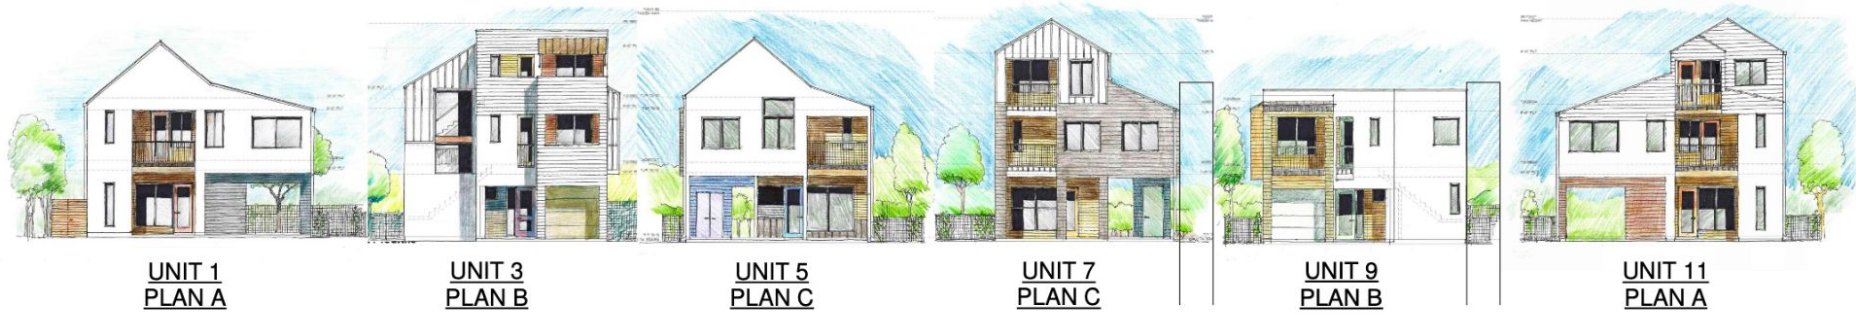 UNIT 1
PLAN A
UNIT 3
PLAN B
UNIT 5
PLAN C
UNIT 7
PLAN C
UNIT 9
PLAN B
UNIT 11
PLAN A